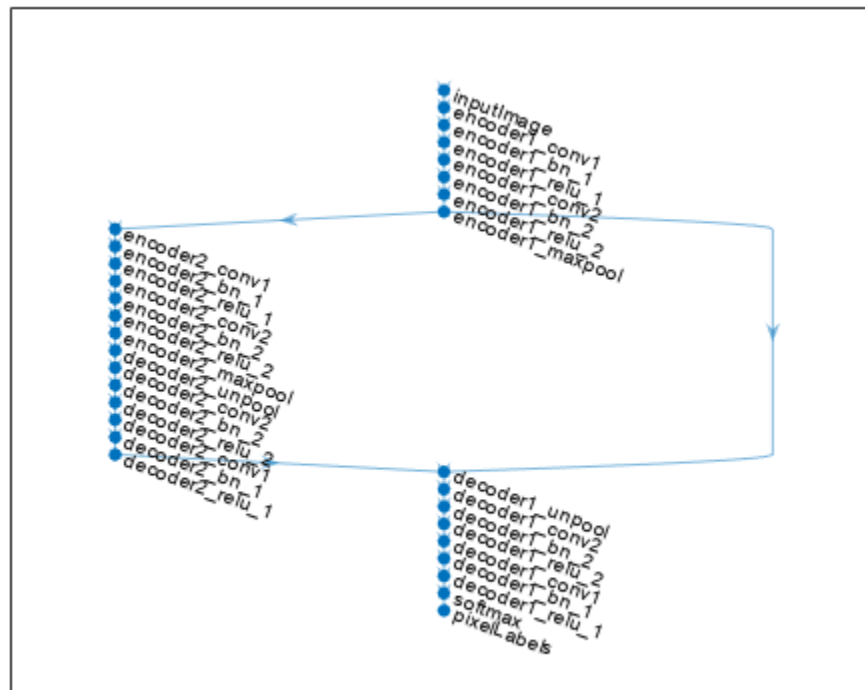 inputImage
encoder1_conv1
encoder1_bn_1
encoder1_relu_1
encoder1_conv2
encoder1_bn_2
encoder1_relu_2
encoder1_maxpool
encoder2_conv1
encoder2_bn_1
encoder2_relu_1
encoder2_conv2
encoder2_bn_2
encoder2_relu_2
encoder2_maxpool
decoder2_unpool
decoder2_conv2
decoder2_bn_2
decoder2_relu_2
decoder2_conv1
decoder2_bn_1
decoder2_relu_1
decoder1_unpool
decoder1_conv2
decoder1_bn_2
decoder1_relu_2
decoder1_conv1
decoder1_bn_1
decoder1_relu_1
softmax
pixelLabels